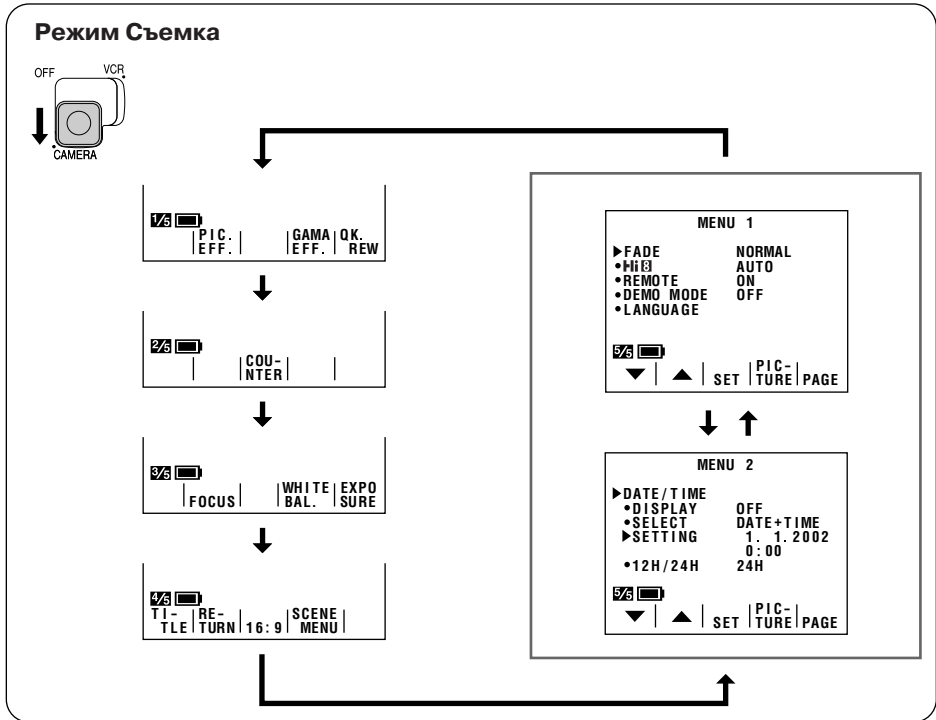 Режим Съемка
OFF VCR
CAMERA
1/5
PIC. GAMA QK.
EFF. EFF. REW
2/5
COU-
NTER
3/5
WHITE EXPO
FOCUS BAL. SURE
4/5
TI- RE- SCENE
TLE TURN 16:9 MENU
MENU 1
▶FADE NORMAL
•Hi8 AUTO
•REMOTE ON
•DEMO MODE OFF
•LANGUAGE
5/5
PIC-
▼ ▲ SET TURE PAGE
MENU 2
▶DATE/TIME
•DISPLAY OFF
•SELECT DATE+TIME
▶SETTING 1. 1.2002
0:00
•12H/24H 24H
5/5
PIC-
▼ ▲ SET TURE PAGE